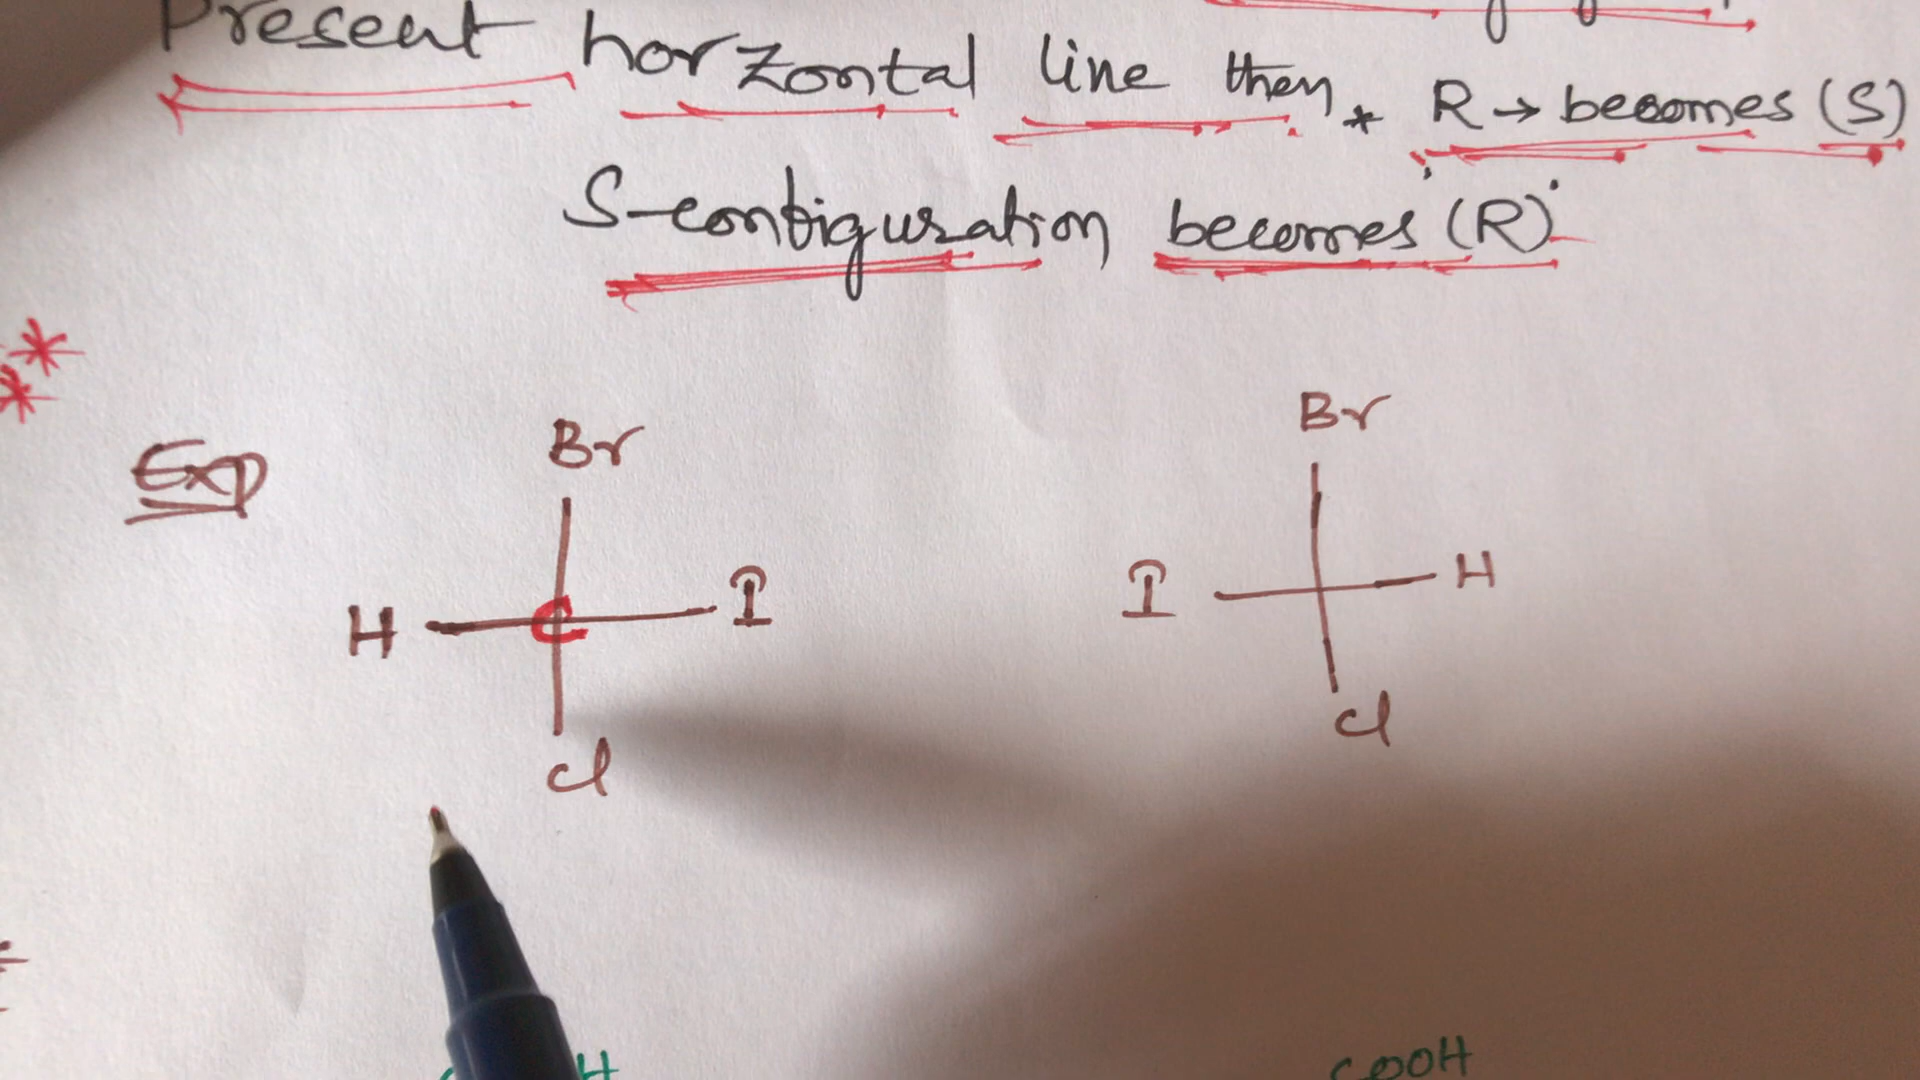 Present horzontal line then * R → becomes (S)
S-configuration becomes (R)
**
Exp
Br Br
H C I I H
Cl Cl
H COOH